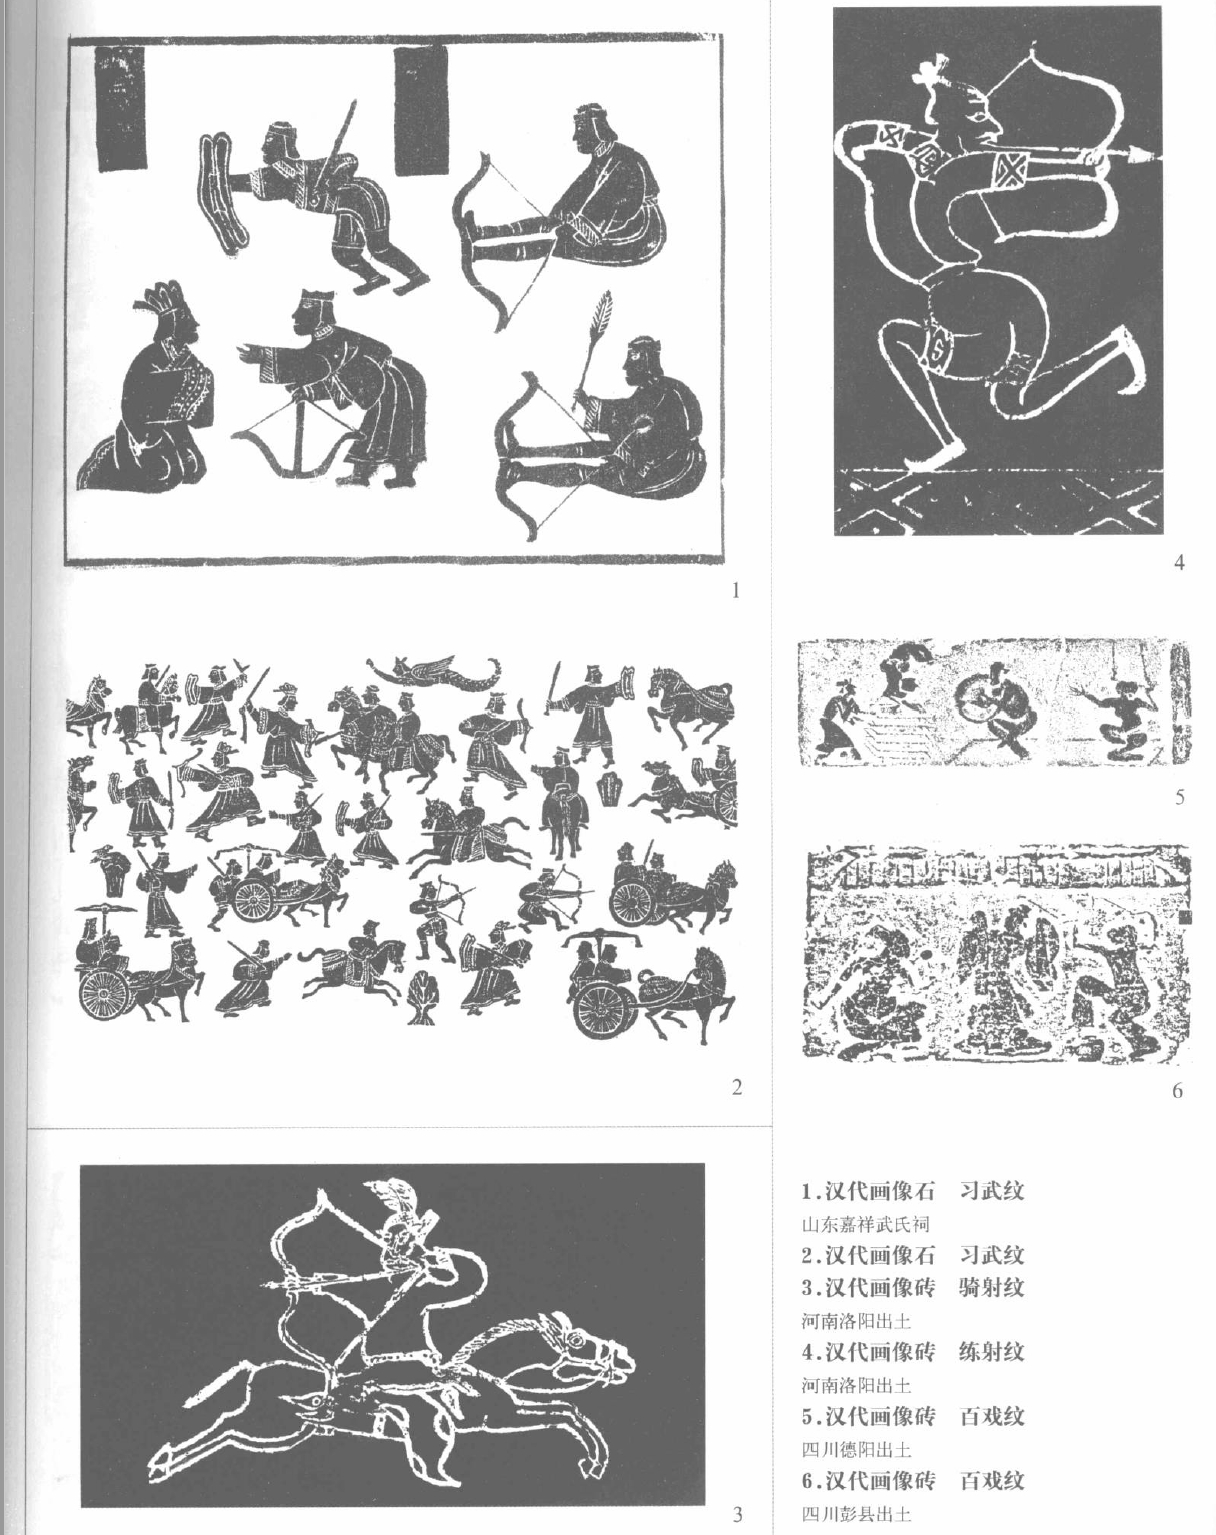 1
4
5
2
6
3
1.汉代画像石　习武纹
山东嘉祥武氏祠
2.汉代画像石　习武纹
3.汉代画像砖　骑射纹
河南洛阳出土
4.汉代画像砖　练射纹
河南洛阳出土
5.汉代画像砖　百戏纹
四川德阳出土
6.汉代画像砖　百戏纹
四川彭县出土